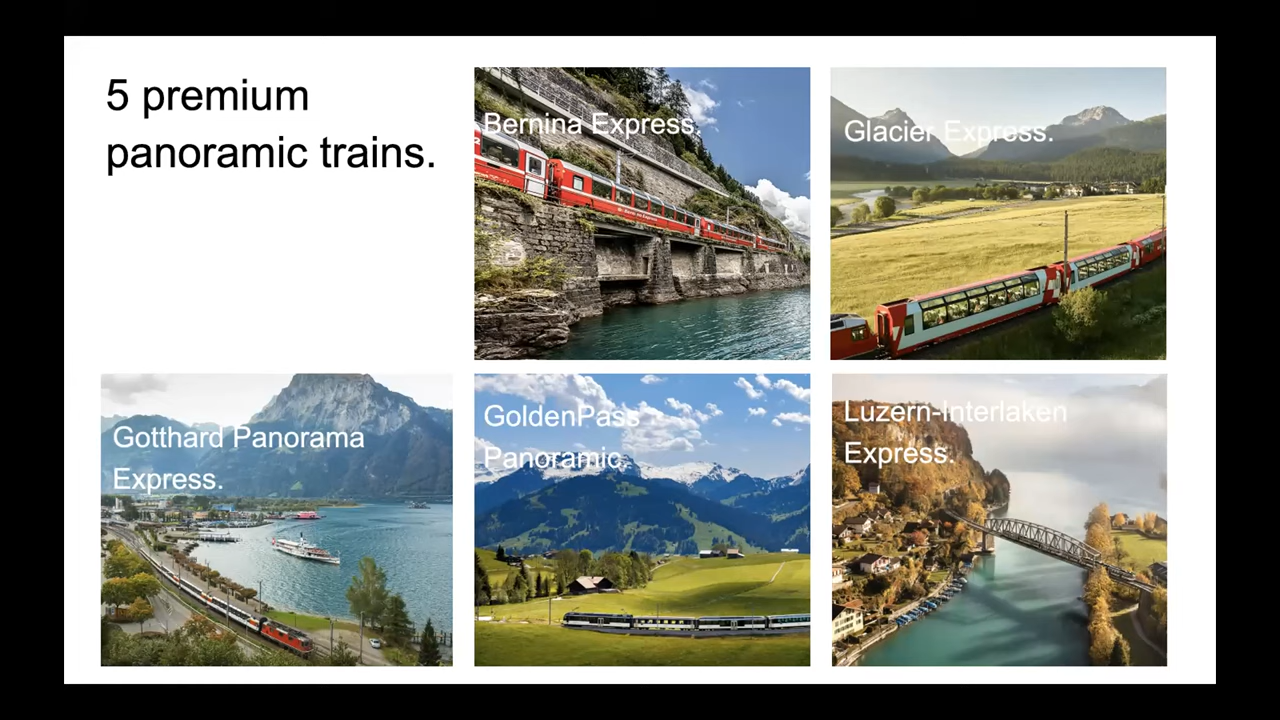 5 premium
panoramic trains.
Bernina Express.
Glacier Express.
Gotthard Panorama
Express.
GoldenPass
Panoramic.
Luzern-Interlaken
Express.